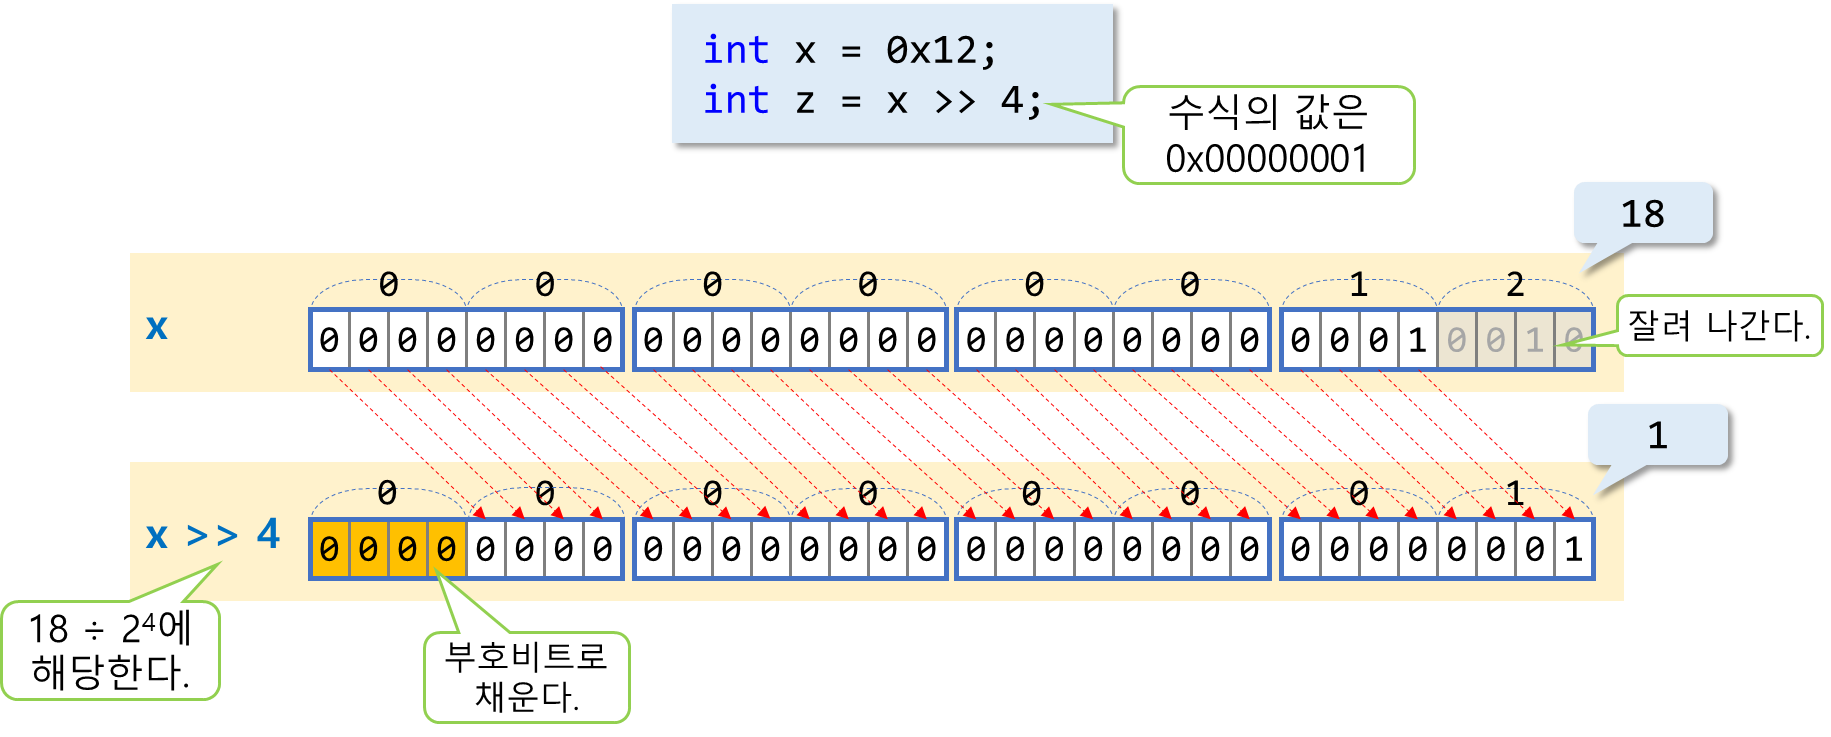 int x = 0x12;
int z = x >> 4;
수식의 값은
0x00000001
18
0 0 0 0 0 0 1 2
x
0 0 0 0 0 0 0 0 0 0 0 0 0 0 0 0 0 0 0 0 0 0 0 0 0 0 0 1 0 0 1 0
잘려 나간다.
1
0 0 0 0 0 0 0 1
x >> 4
0 0 0 0 0 0 0 0 0 0 0 0 0 0 0 0 0 0 0 0 0 0 0 0 0 0 0 0 0 0 0 1
18 ÷ 2⁴에
해당한다.
부호비트로
채운다.